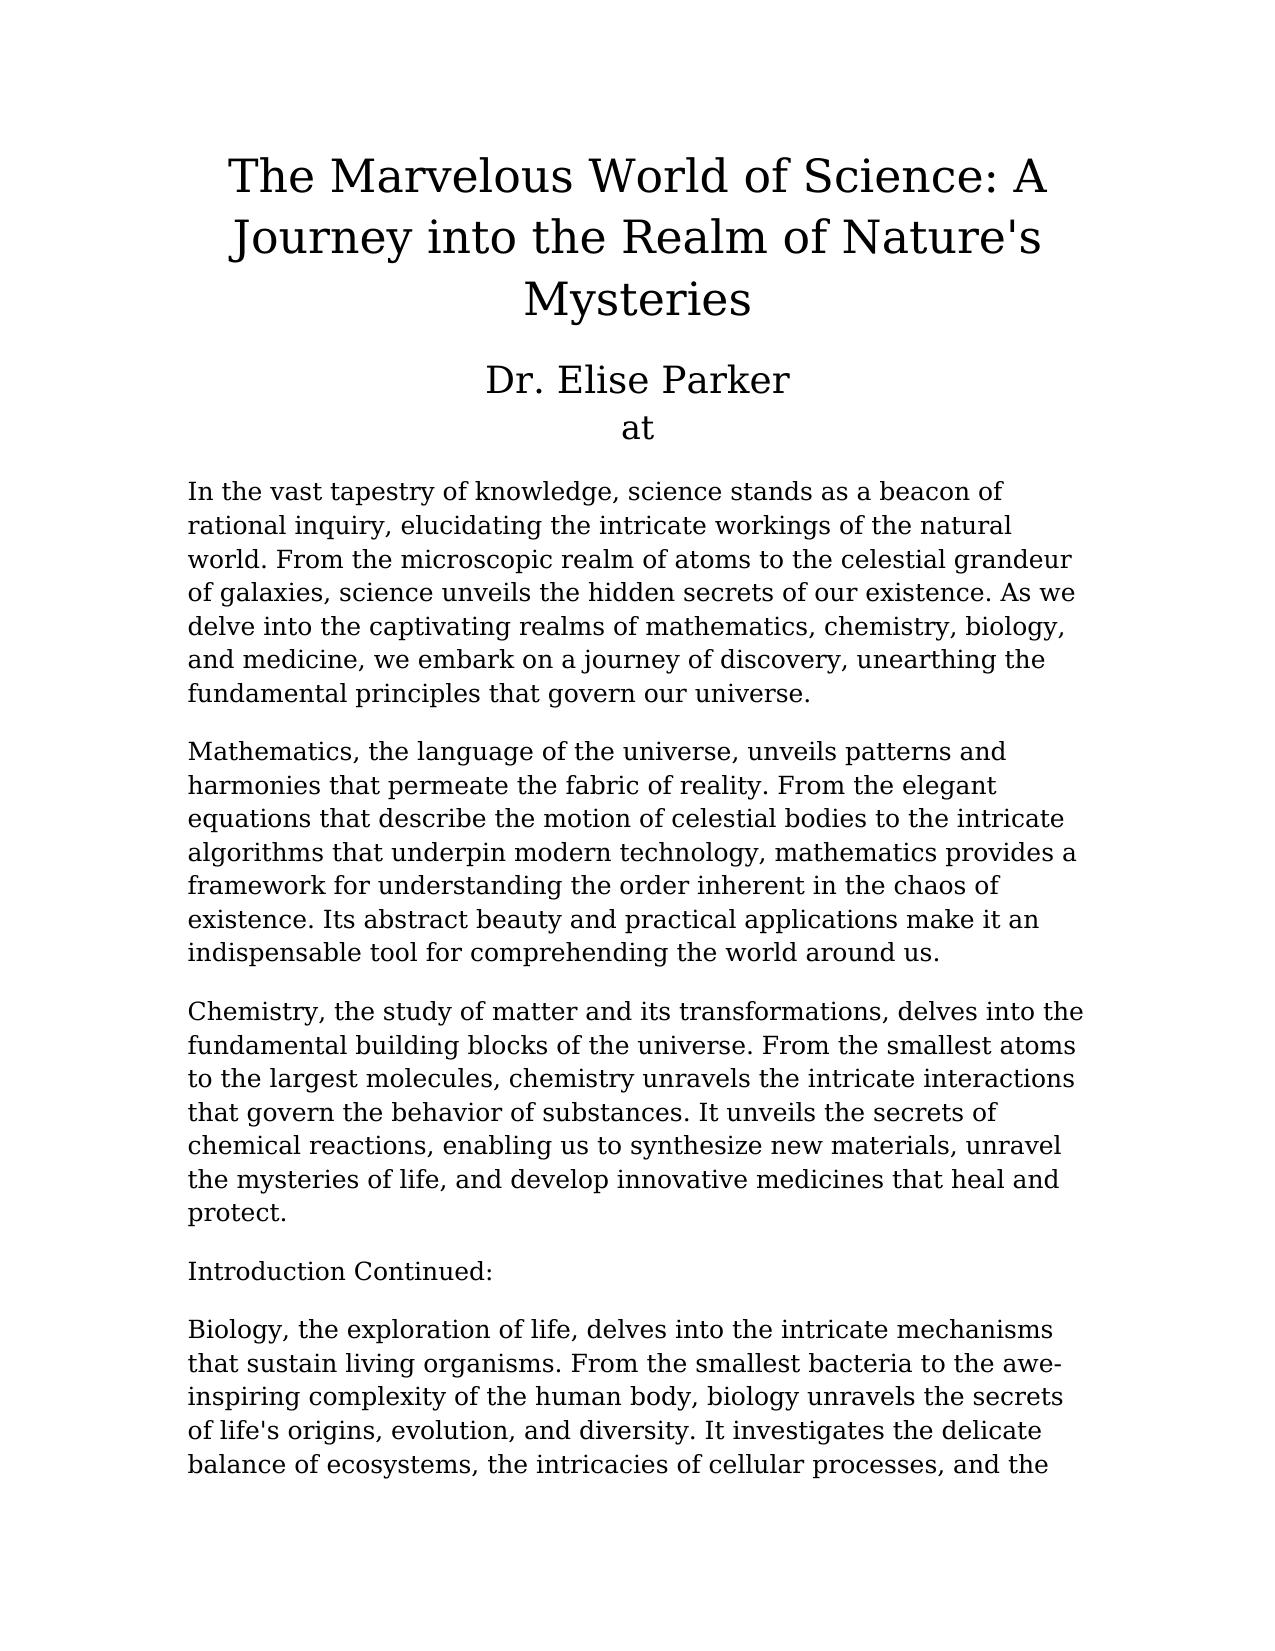 The Marvelous World of Science: A
Journey into the Realm of Nature's
Mysteries
Dr. Elise Parker
at
In the vast tapestry of knowledge, science stands as a beacon of
rational inquiry, elucidating the intricate workings of the natural
world. From the microscopic realm of atoms to the celestial grandeur
of galaxies, science unveils the hidden secrets of our existence. As we
delve into the captivating realms of mathematics, chemistry, biology,
and medicine, we embark on a journey of discovery, unearthing the
fundamental principles that govern our universe.
Mathematics, the language of the universe, unveils patterns and
harmonies that permeate the fabric of reality. From the elegant
equations that describe the motion of celestial bodies to the intricate
algorithms that underpin modern technology, mathematics provides a
framework for understanding the order inherent in the chaos of
existence. Its abstract beauty and practical applications make it an
indispensable tool for comprehending the world around us.
Chemistry, the study of matter and its transformations, delves into the
fundamental building blocks of the universe. From the smallest atoms
to the largest molecules, chemistry unravels the intricate interactions
that govern the behavior of substances. It unveils the secrets of
chemical reactions, enabling us to synthesize new materials, unravel
the mysteries of life, and develop innovative medicines that heal and
protect.
Introduction Continued:
Biology, the exploration of life, delves into the intricate mechanisms
that sustain living organisms. From the smallest bacteria to the awe-
inspiring complexity of the human body, biology unravels the secrets
of life's origins, evolution, and diversity. It investigates the delicate
balance of ecosystems, the intricacies of cellular processes, and the